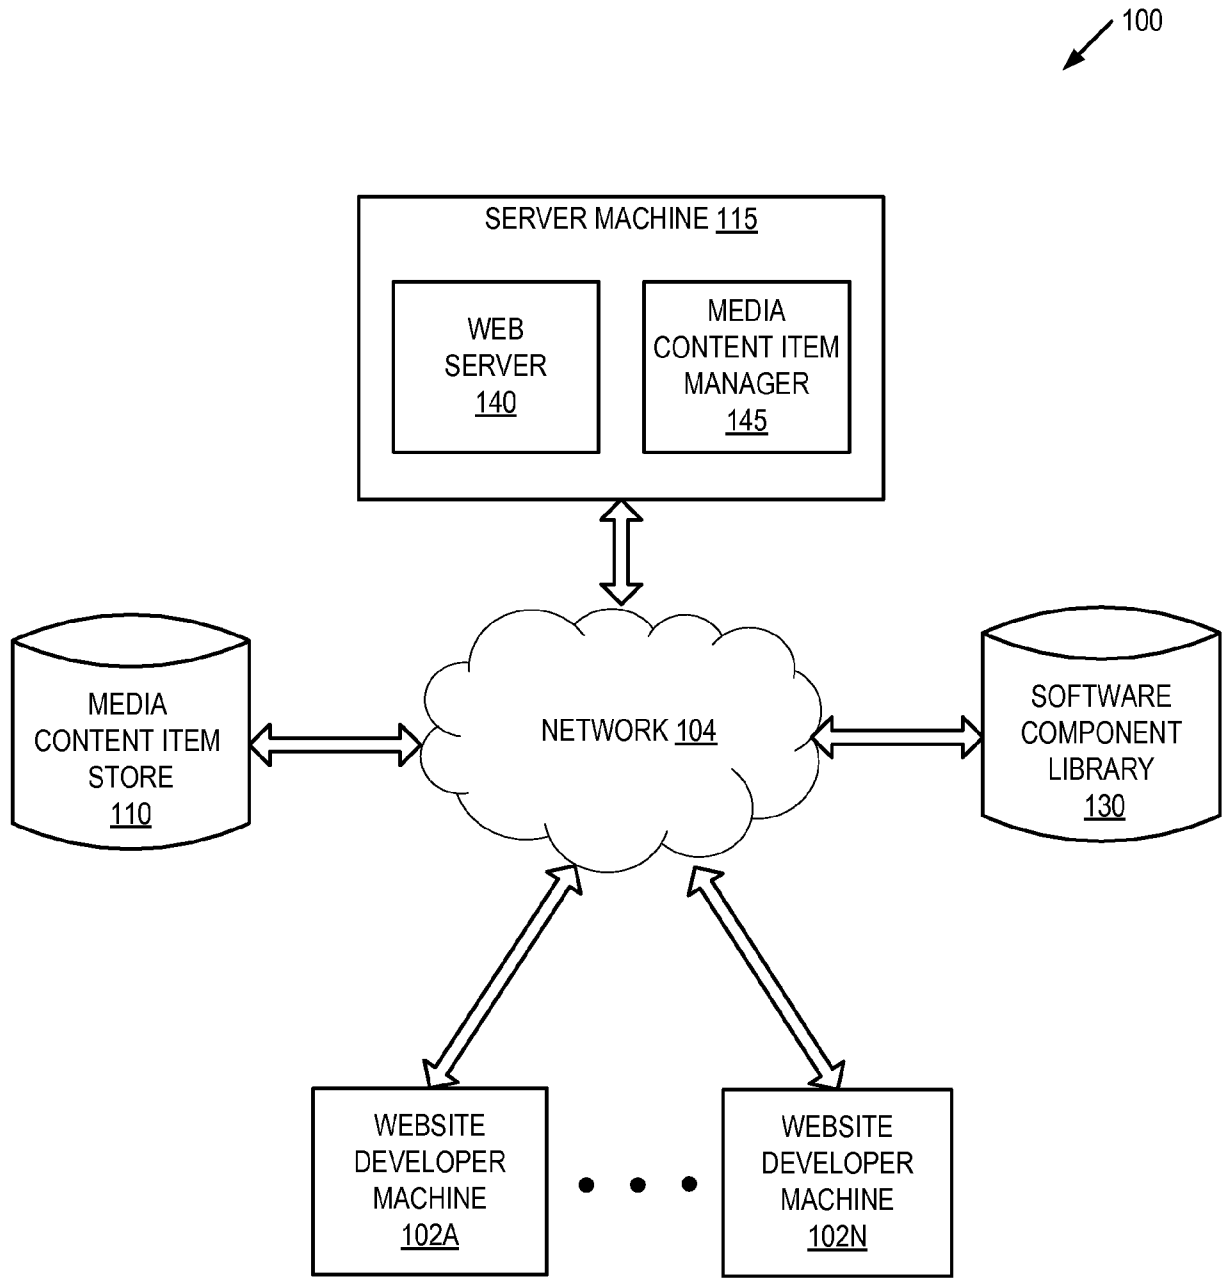 100
SERVER MACHINE 115
WEB
SERVER
140
MEDIA
CONTENT ITEM
MANAGER
145
MEDIA
CONTENT ITEM
STORE
110
NETWORK 104
SOFTWARE
COMPONENT
LIBRARY
130
WEBSITE
DEVELOPER
MACHINE
102A
WEBSITE
DEVELOPER
MACHINE
102N